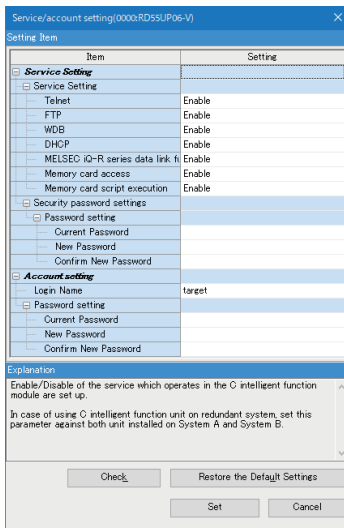 Service/account setting(0000:RD55UP06-V)
Setting Item
Item Setting
Service Setting
Service Setting
Telnet Enable
FTP Enable
WDB Enable
DHCP Enable
MELSEC iQ-R series data link fu Enable
Memory card access Enable
Memory card script execution Enable
Security password settings
Password setting
Current Password
New Password
Confirm New Password
Account setting
Login Name target
Password setting
Current Password
New Password
Confirm New Password
Explanation
Enable/Disable of the service which operates in the C intelligent function
module are set up.
In case of using C intelligent function unit on redundant system, set this
parameter against both unit installed on System A and System B.
Check Restore the Default Settings
Set Cancel